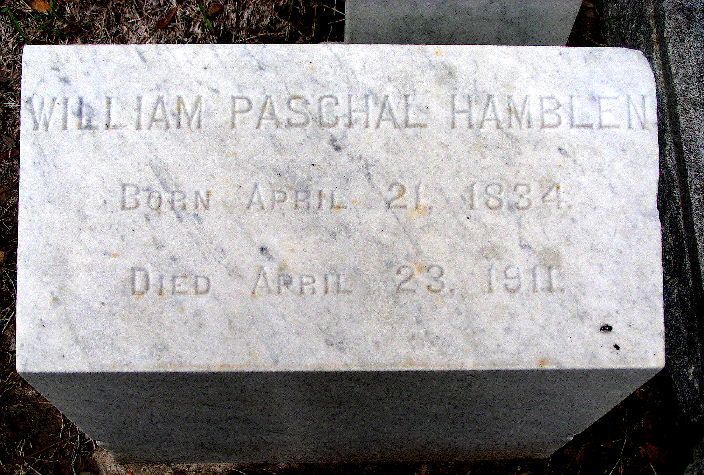 WILLIAM PASCHAL HAMBLEN
BORN APRIL 21, 1834.
DIED APRIL 23, 1911.